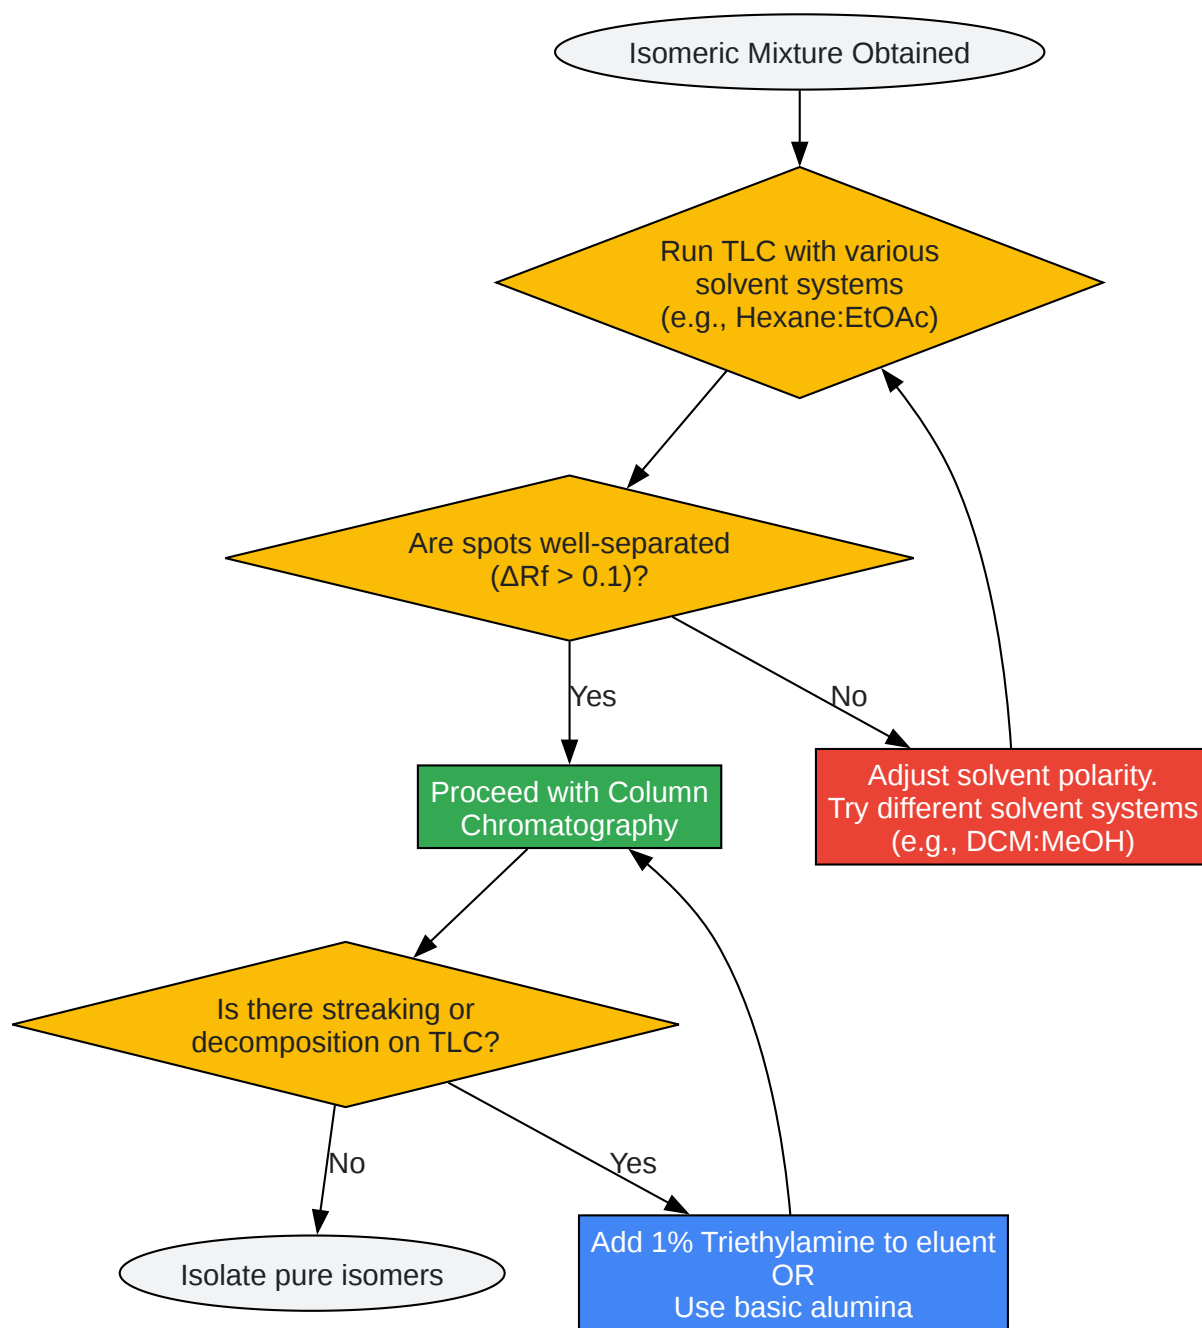 Isomeric Mixture Obtained
Run TLC with various
solvent systems
(e.g., Hexane:EtOAc)
Are spots well-separated
(ΔRf > 0.1)?
Yes
No
Proceed with Column
Chromatography
Adjust solvent polarity.
Try different solvent systems
(e.g., DCM:MeOH)
Is there streaking or
decomposition on TLC?
No
Yes
Isolate pure isomers
Add 1% Triethylamine to eluent
OR
Use basic alumina